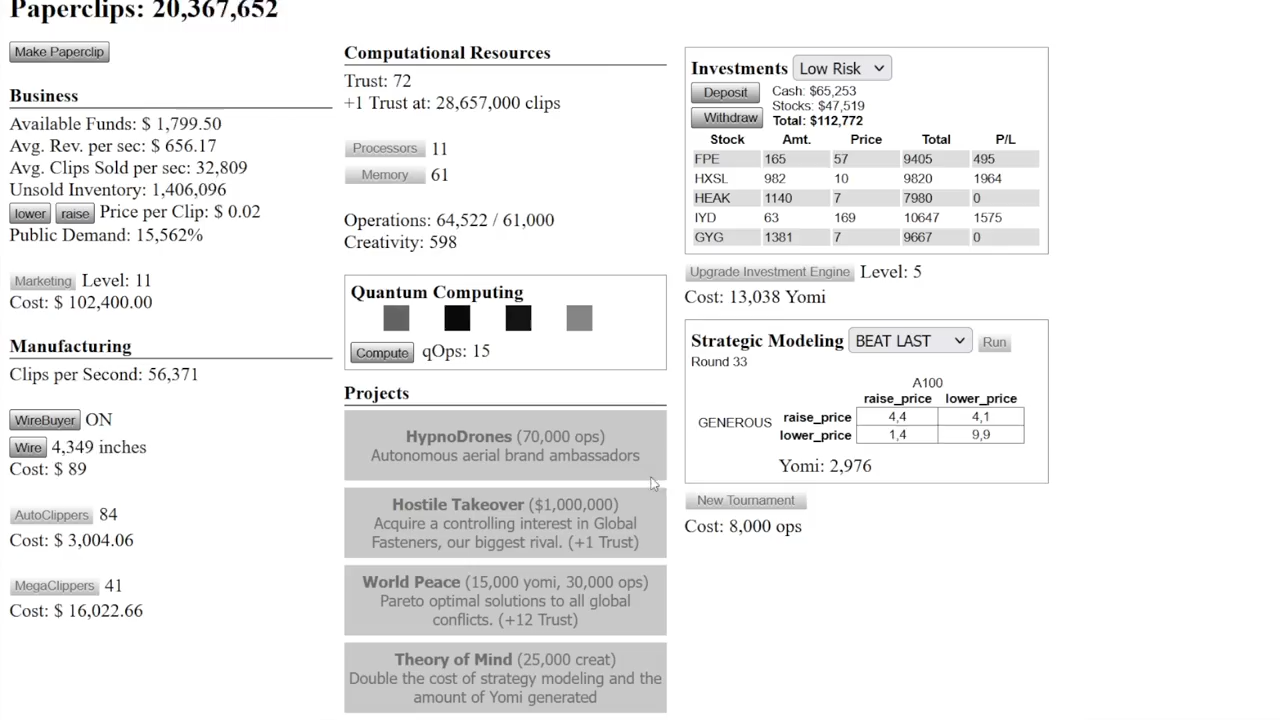 Paperclips: 20,367,652
Make Paperclip
Business
Available Funds: $ 1,799.50
Avg. Rev. per sec: $ 656.17
Avg. Clips Sold per sec: 32,809
Unsold Inventory: 1,406,096
lower raise Price per Clip: $ 0.02
Public Demand: 15,562%
Marketing Level: 11
Cost: $ 102,400.00
Manufacturing
Clips per Second: 56,371
WireBuyer ON
Wire 4,349 inches
Cost: $ 89
AutoClippers 84
Cost: $ 3,004.06
MegaClippers 41
Cost: $ 16,022.66
Computational Resources
Trust: 72
+1 Trust at: 28,657,000 clips
Processors 11
Memory 61
Operations: 64,522 / 61,000
Creativity: 598
Quantum Computing
Compute qOps: 15
Projects
HypnoDrones (70,000 ops)
Autonomous aerial brand ambassadors
Hostile Takeover ($1,000,000)
Acquire a controlling interest in Global
Fasteners, our biggest rival. (+1 Trust)
World Peace (15,000 yomi, 30,000 ops)
Pareto optimal solutions to all global
conflicts. (+12 Trust)
Theory of Mind (25,000 creat)
Double the cost of strategy modeling and the
amount of Yomi generated
Investments Low Risk
Deposit Cash: $65,253
Stocks: $47,519
Withdraw Total: $112,772
Stock Amt. Price Total P/L
FPE 165 57 9405 495
HXSL 982 10 9820 1964
HEAK 1140 7 7980 0
IYD 63 169 10647 1575
GYG 1381 7 9667 0
Upgrade Investment Engine Level: 5
Cost: 13,038 Yomi
Strategic Modeling BEAT LAST Run
Round 33
A100
raise_price lower_price
GENEROUS raise_price 4,4 4,1
lower_price 1,4 9,9
Yomi: 2,976
New Tournament
Cost: 8,000 ops